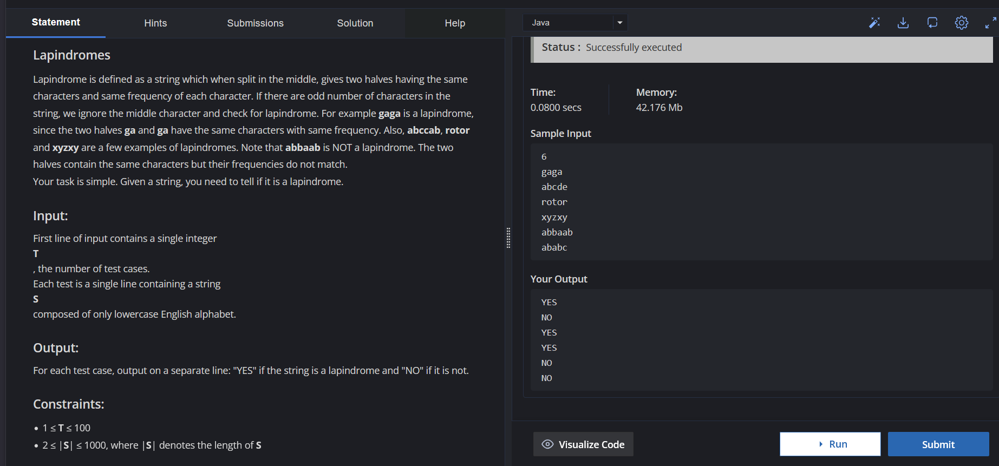 Statement
Hints
Submissions
Solution
Help
Lapindromes
Lapindrome is defined as a string which when split in the middle, gives two halves having the same
characters and same frequency of each character. If there are odd number of characters in the
string, we ignore the middle character and check for lapindrome. For example gaga is a lapindrome,
since the two halves ga and ga have the same characters with same frequency. Also, abccab, rotor
and xyzxy are a few examples of lapindromes. Note that abbaab is NOT a lapindrome. The two
halves contain the same characters but their frequencies do not match.
Your task is simple. Given a string, you need to tell if it is a lapindrome.
Input:
First line of input contains a single integer
T
, the number of test cases.
Each test is a single line containing a string
S
composed of only lowercase English alphabet.
Output:
For each test case, output on a separate line: "YES" if the string is a lapindrome and "NO" if it is not.
Constraints:
• 1 ≤ T ≤ 100
• 2 ≤ |S| ≤ 1000, where |S| denotes the length of S
Java
Status : Successfully executed
Time:
0.0800 secs
Memory:
42.176 Mb
Sample Input
6
gaga
abcde
rotor
xyzxy
abbaab
ababc
Your Output
YES
NO
YES
YES
NO
NO
Visualize Code
Run
Submit